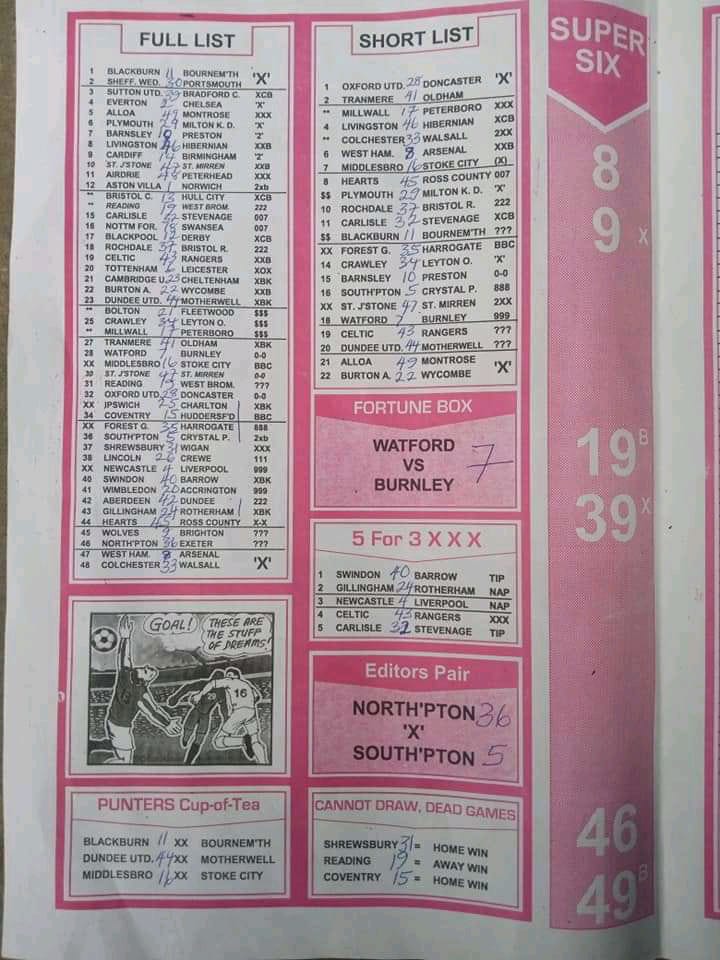 FULL LIST
1 BLACKBURN 11 BOURNEM'TH 'X'
2 SHEFF. WED. 30 PORTSMOUTH
3 SUTTON UTD. 39 BRADFORD C. XCB
4 EVERTON CHELSEA 'X'
5 ALLOA 49 MONTROSE XXX
6 PLYMOUTH 29 MILTON K. D. 'X'
7 BARNSLEY 10 PRESTON '2'
8 LIVINGSTON 46 HIBERNIAN XXB
9 CARDIFF 14 BIRMINGHAM '2'
10 ST. J'STONE 47 ST. MIRREN XXB
11 AIRDRIE 48 PETERHEAD XXX
12 ASTON VILLA 1 NORWICH 2xb
** BRISTOL C. 13 HULL CITY XCB
** READING 19 WEST BROM. 222
15 CARLISLE 32 STEVENAGE 007
16 NOTTM FOR. 18 SWANSEA 007
17 BLACKPOOL 12 DERBY XCB
18 ROCHDALE 37 BRISTOL R. 222
19 CELTIC 43 RANGERS XXB
20 TOTTENHAM 6 LEICESTER XOX
21 CAMBRIDGE U. 23 CHELTENHAM XBK
22 BURTON A. 22 WYCOMBE XXB
23 DUNDEE UTD. 44 MOTHERWELL XBK
** BOLTON 21 FLEETWOOD $$$
25 CRAWLEY 34 LEYTON O. $$$
** MILLWALL 17 PETERBORO $$$
27 TRANMERE 41 OLDHAM XBK
28 WATFORD 7 BURNLEY 0-0
XX MIDDLESBRO 16 STOKE CITY BBC
30 ST. J'STONE 47 ST. MIRREN 0-0
31 READING 19 WEST BROM. ???
32 OXFORD UTD. 28 DONCASTER 0-0
XX IPSWICH 25 CHARLTON XBK
34 COVENTRY 15 HUDDERSF'D BBC
XX FOREST G. 35 HARROGATE 888
36 SOUTH'PTON 5 CRYSTAL P. 2xb
37 SHREWSBURY 31 WIGAN XXX
38 LINCOLN 26 CREWE 111
XX NEWCASTLE 4 LIVERPOOL 999
40 SWINDON 40 BARROW XBK
41 WIMBLEDON 20 ACCRINGTON 999
42 ABERDEEN 42 DUNDEE 222
43 GILLINGHAM 24 ROTHERHAM XBK
44 HEARTS 45 ROSS COUNTY X-X
45 WOLVES 9 BRIGHTON ???
46 NORTH'PTON 36 EXETER ???
47 WEST HAM. 8 ARSENAL 'X'
48 COLCHESTER 33 WALSALL
SHORT LIST
1 OXFORD UTD. 28 DONCASTER 'X'
2 TRANMERE 41 OLDHAM
** MILLWALL 17 PETERBORO XXX
4 LIVINGSTON 46 HIBERNIAN XCB
** COLCHESTER 33 WALSALL 2XX
6 WEST HAM. 8 ARSENAL XXB
7 MIDDLESBRO 16 STOKE CITY (X)
8 HEARTS 45 ROSS COUNTY 007
$$ PLYMOUTH 29 MILTON K. D. 'X'
10 ROCHDALE 37 BRISTOL R. 222
11 CARLISLE 32 STEVENAGE XCB
$$ BLACKBURN 11 BOURNEM'TH ???
XX FOREST G. 35 HARROGATE BBC
14 CRAWLEY 34 LEYTON O. 'X'
15 BARNSLEY 10 PRESTON 0-0
16 SOUTH'PTON 5 CRYSTAL P. 888
XX ST. J'STONE 47 ST. MIRREN 2XX
18 WATFORD 7 BURNLEY 999
19 CELTIC 43 RANGERS ???
20 DUNDEE UTD. 44 MOTHERWELL ???
21 ALLOA 49 MONTROSE 'X'
22 BURTON A. 22 WYCOMBE
FORTUNE BOX
WATFORD
VS 7
BURNLEY
5 For 3 X X X
1 SWINDON 40 BARROW TIP
2 GILLINGHAM 24 ROTHERHAM NAP
3 NEWCASTLE 4 LIVERPOOL NAP
4 CELTIC 43 RANGERS XXX
5 CARLISLE 32 STEVENAGE TIP
GOAL!
THESE ARE
THE STUFF
OF DREAMS!
16
29
Editors Pair
NORTH'PTON 36
'X'
SOUTH'PTON 5
PUNTERS Cup-of-Tea
BLACKBURN 11 XX BOURNEM'TH
DUNDEE UTD. 44 XX MOTHERWELL
MIDDLESBRO 16 XX STOKE CITY
CANNOT DRAW, DEAD GAMES
SHREWSBURY 31 = HOME WIN
READING 19 = AWAY WIN
COVENTRY 15 = HOME WIN
SUPER
SIX
8
9 X
19 B
39 X
46
49 B